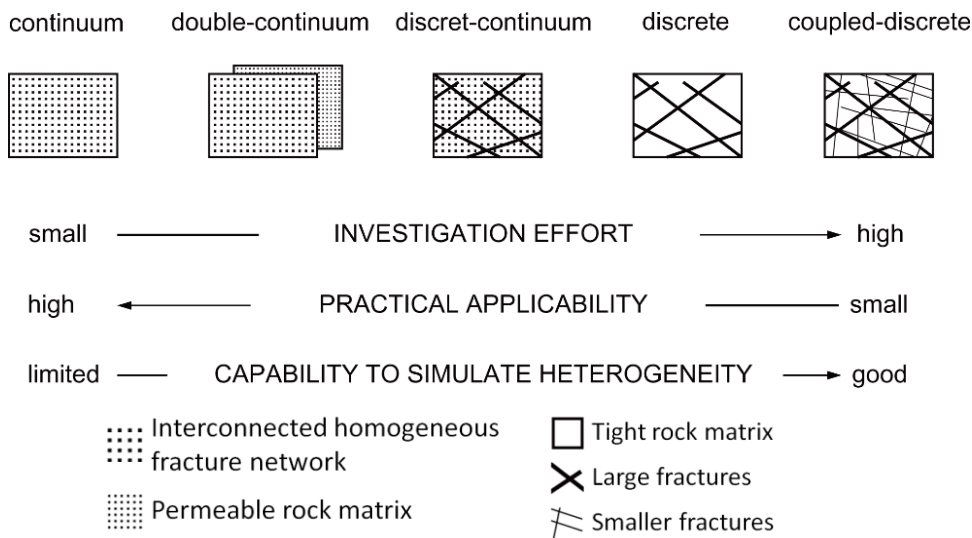 continuum double-continuum discret-continuum discrete coupled-discrete
small INVESTIGATION EFFORT high
high PRACTICAL APPLICABILITY small
limited CAPABILITY TO SIMULATE HETEROGENEITY good
Interconnected homogeneous
fracture network
Permeable rock matrix
Tight rock matrix
Large fractures
Smaller fractures